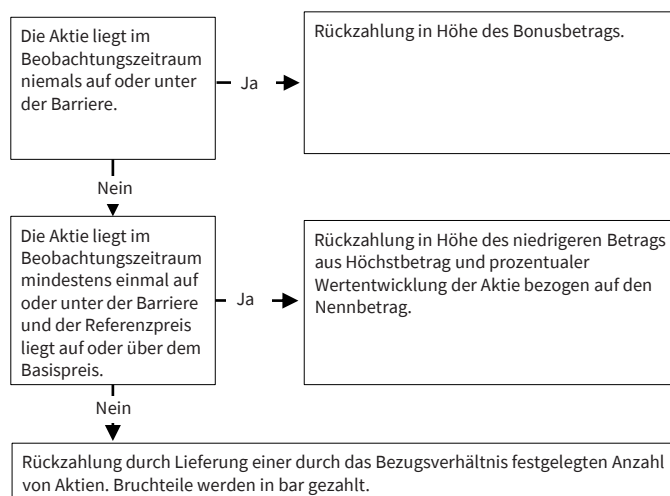 Die Aktie liegt im
Beobachtungszeitraum
niemals auf oder unter
der Barriere.
Ja
Rückzahlung in Höhe des Bonusbetrags.
Nein
Die Aktie liegt im
Beobachtungszeitraum
mindestens einmal auf
oder unter der Barriere
und der Referenzpreis
liegt auf oder über dem
Basispreis.
Ja
Rückzahlung in Höhe des niedrigeren Betrags
aus Höchstbetrag und prozentualer
Wertentwicklung der Aktie bezogen auf den
Nennbetrag.
Nein
Rückzahlung durch Lieferung einer durch das Bezugsverhältnis festgelegten Anzahl
von Aktien. Bruchteile werden in bar gezahlt.